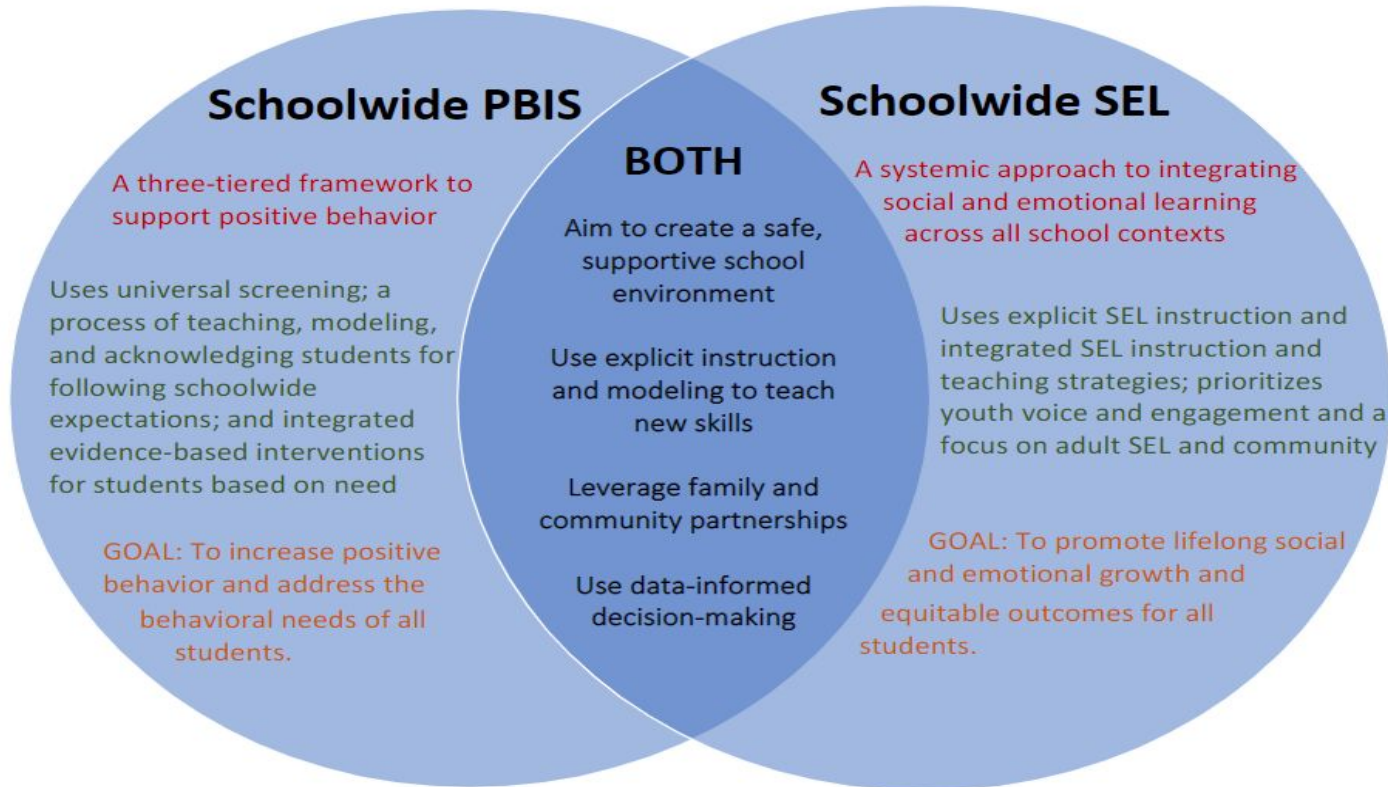 Schoolwide PBIS
A three-tiered framework to
support positive behavior
Uses universal screening; a
process of teaching, modeling,
and acknowledging students for
following schoolwide
expectations; and integrated
evidence-based interventions
for students based on need
GOAL: To increase positive
behavior and address the
behavioral needs of all
students.
BOTH
Aim to create a safe,
supportive school
environment
Use explicit instruction
and modeling to teach
new skills
Leverage family and
community partnerships
Use data-informed
decision-making
Schoolwide SEL
A systemic approach to integrating
social and emotional learning
across all school contexts
Uses explicit SEL instruction and
integrated SEL instruction and
teaching strategies; prioritizes
youth voice and engagement and a
focus on adult SEL and community
GOAL: To promote lifelong social
and emotional growth and
equitable outcomes for all
students.